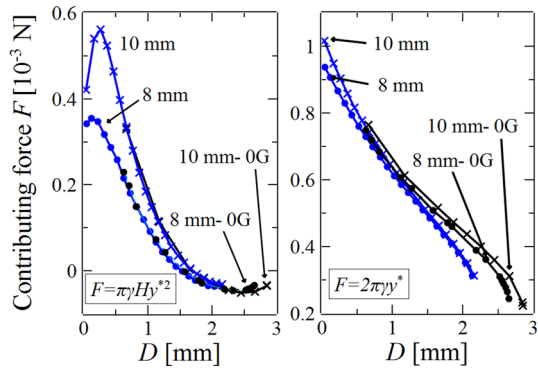 Contributing force F [10⁻³ N]
0.6
0.4
0.2
0
10 mm
8 mm
10 mm- 0G
8 mm-0G
F=πγHy*²
0 1 2 3
D [mm]
1
0.8
0.6
0.4
0.2
10 mm
8 mm
10 mm- 0G
8 mm-0G
F=2πγy*
0 1 2 3
D [mm]